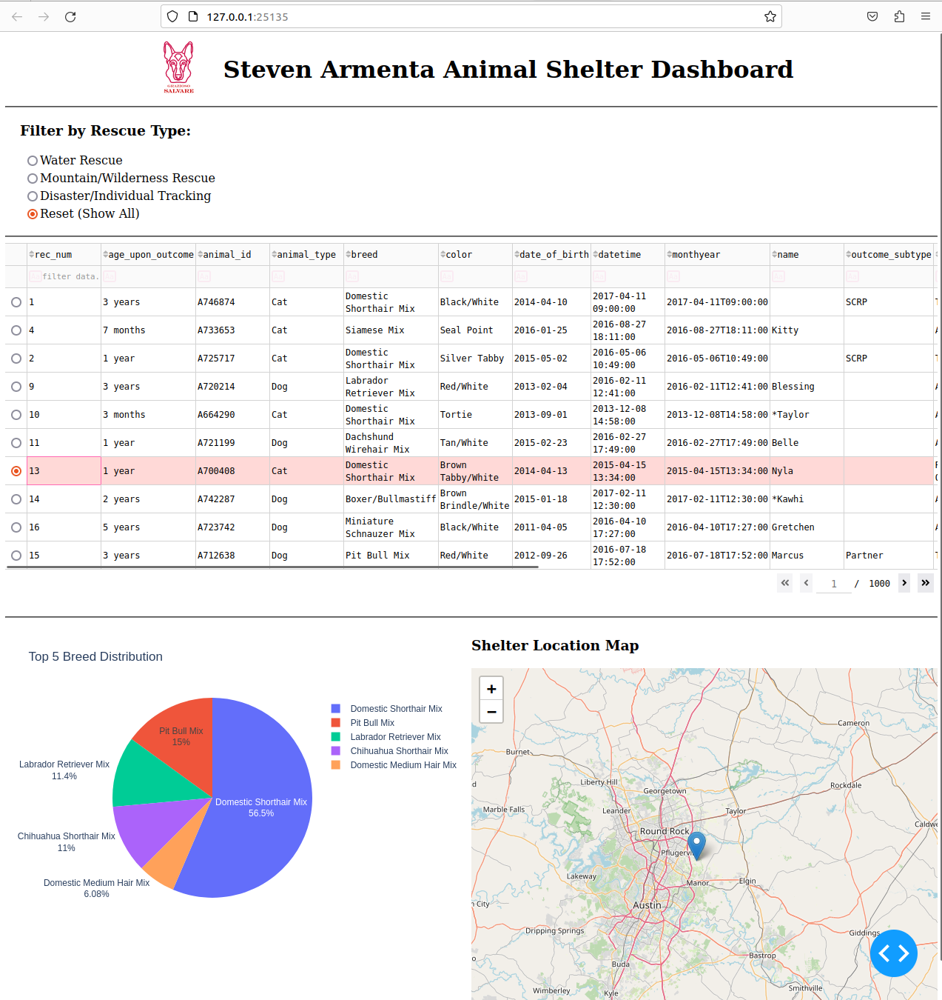 127.0.0.1:25135
GRAZIOSO
SALVARE
Steven Armenta Animal Shelter Dashboard
Filter by Rescue Type:
Water Rescue
Mountain/Wilderness Rescue
Disaster/Individual Tracking
Reset (Show All)
rec_num age_upon_outcome animal_id animal_type breed color date_of_birth datetime monthyear name outcome_subtype
Aa filter data. Aa Aa Aa Aa Aa Aa Aa Aa Aa Aa
1 3 years A746874 Cat Domestic Shorthair Mix Black/White 2014-04-10 2017-04-11 09:00:00 2017-04-11T09:00:00 SCRP
4 7 months A733653 Cat Siamese Mix Seal Point 2016-01-25 2016-08-27 18:11:00 2016-08-27T18:11:00 Kitty
2 1 year A725717 Cat Domestic Shorthair Mix Silver Tabby 2015-05-02 2016-05-06 10:49:00 2016-05-06T10:49:00 SCRP
9 3 years A720214 Dog Labrador Retriever Mix Red/White 2013-02-04 2016-02-11 12:41:00 2016-02-11T12:41:00 Blessing
10 3 months A664290 Cat Domestic Shorthair Mix Tortie 2013-09-01 2013-12-08 14:58:00 2013-12-08T14:58:00 *Taylor
11 1 year A721199 Dog Dachshund Wirehair Mix Tan/White 2015-02-23 2016-02-27 17:49:00 2016-02-27T17:49:00 Belle
13 1 year A700408 Cat Domestic Shorthair Mix Brown Tabby/White 2014-04-13 2015-04-15 13:34:00 2015-04-15T13:34:00 Nyla
14 2 years A742287 Dog Boxer/Bullmastiff Brown Brindle/White 2015-01-18 2017-02-11 12:30:00 2017-02-11T12:30:00 *Kawhi
16 5 years A723742 Dog Miniature Schnauzer Mix Black/White 2011-04-05 2016-04-10 17:27:00 2016-04-10T17:27:00 Gretchen
15 3 years A712638 Dog Pit Bull Mix Red/White 2012-09-26 2016-07-18 17:52:00 2016-07-18T17:52:00 Marcus Partner
1 / 1000
Top 5 Breed Distribution
Pit Bull Mix
15%
Labrador Retriever Mix
11.4%
Domestic Shorthair Mix
56.5%
Chihuahua Shorthair Mix
11%
Domestic Medium Hair Mix
6.08%
Domestic Shorthair Mix
Pit Bull Mix
Labrador Retriever Mix
Chihuahua Shorthair Mix
Domestic Medium Hair Mix
Shelter Location Map
+
−
Cameron
Burnet
Liberty Hill
Rockdale
Georgetown
Marble Falls
Leander
Taylor
Caldwe
Round Rock
Pflugervi
Lakeway
Manor
Elgin
n City
Austin
Dripping Springs
Giddings
Bastrop
Buda
Smithville
Wimberley
Kyle